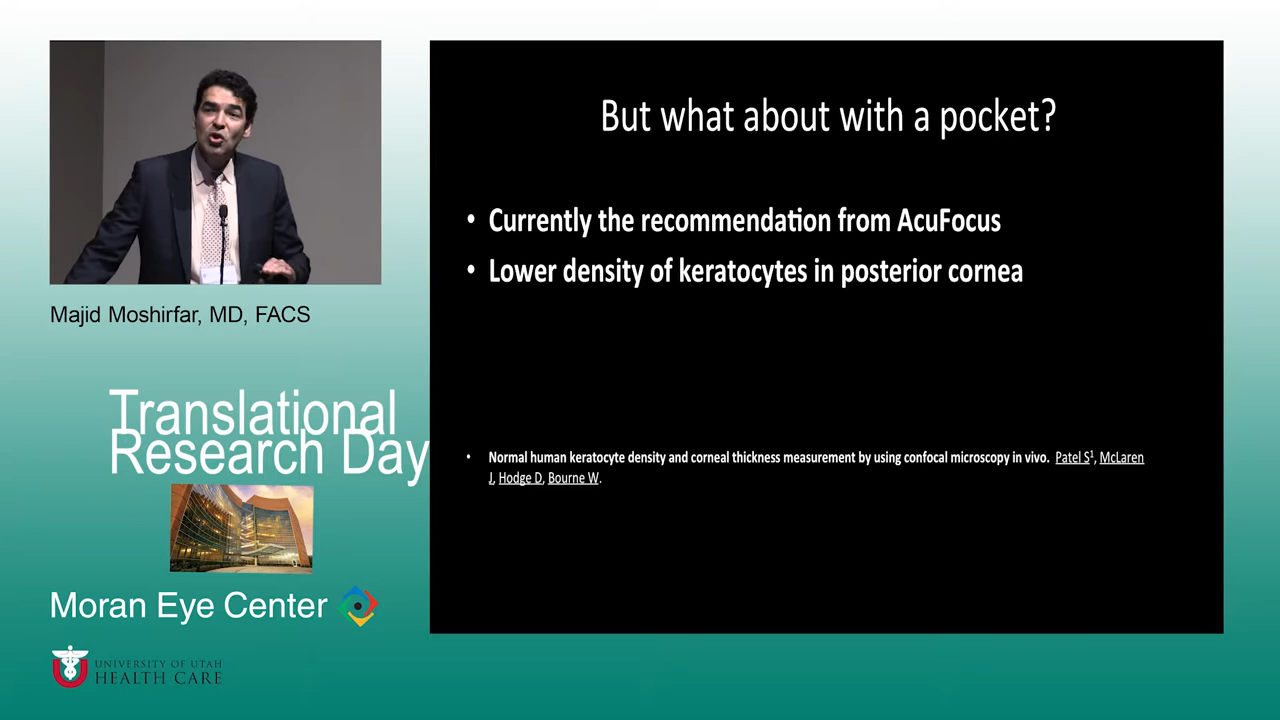 But what about with a pocket?
• Currently the recommendation from AcuFocus
• Lower density of keratocytes in posterior cornea
• Normal human keratocyte density and corneal thickness measurement by using confocal microscopy in vivo. Patel S¹, McLaren
J, Hodge D, Bourne W.
Majid Moshirfar, MD, FACS
Translational
Research Day
Moran Eye Center
UNIVERSITY OF UTAH
HEALTH CARE